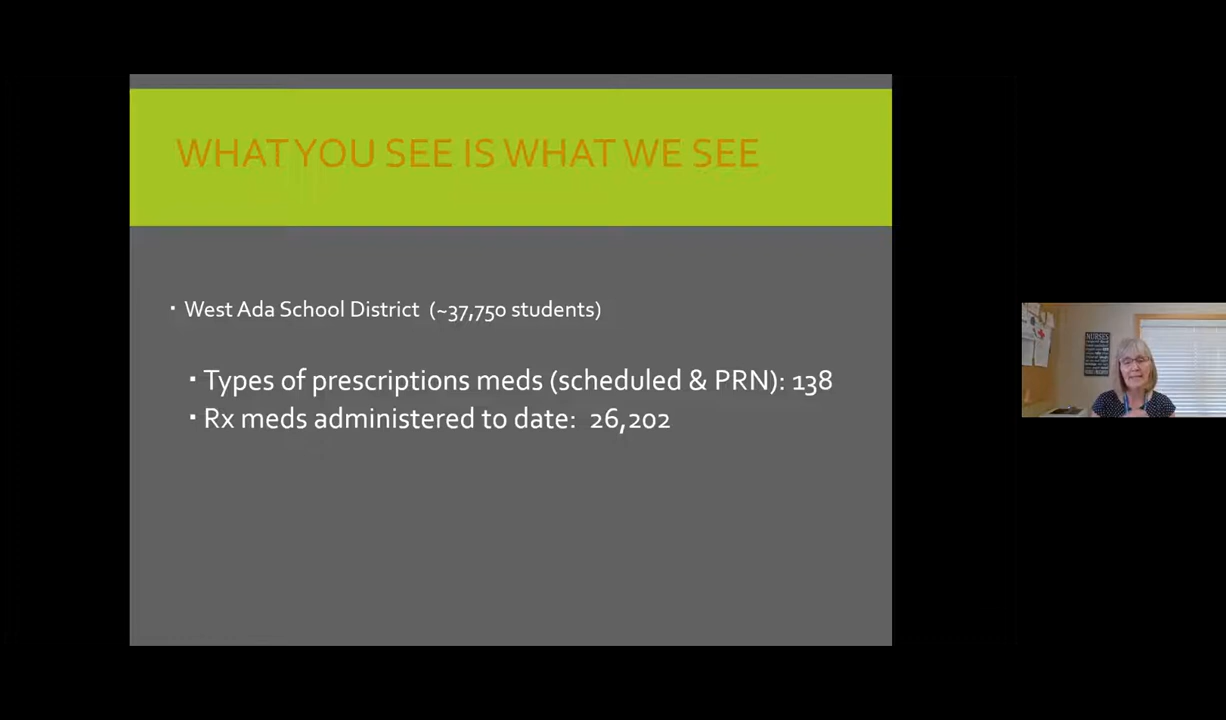 WHAT YOU SEE IS WHAT WE SEE
▪ West Ada School District (~37,750 students)
▪ Types of prescriptions meds (scheduled & PRN): 138
▪ Rx meds administered to date: 26,202
NURSES